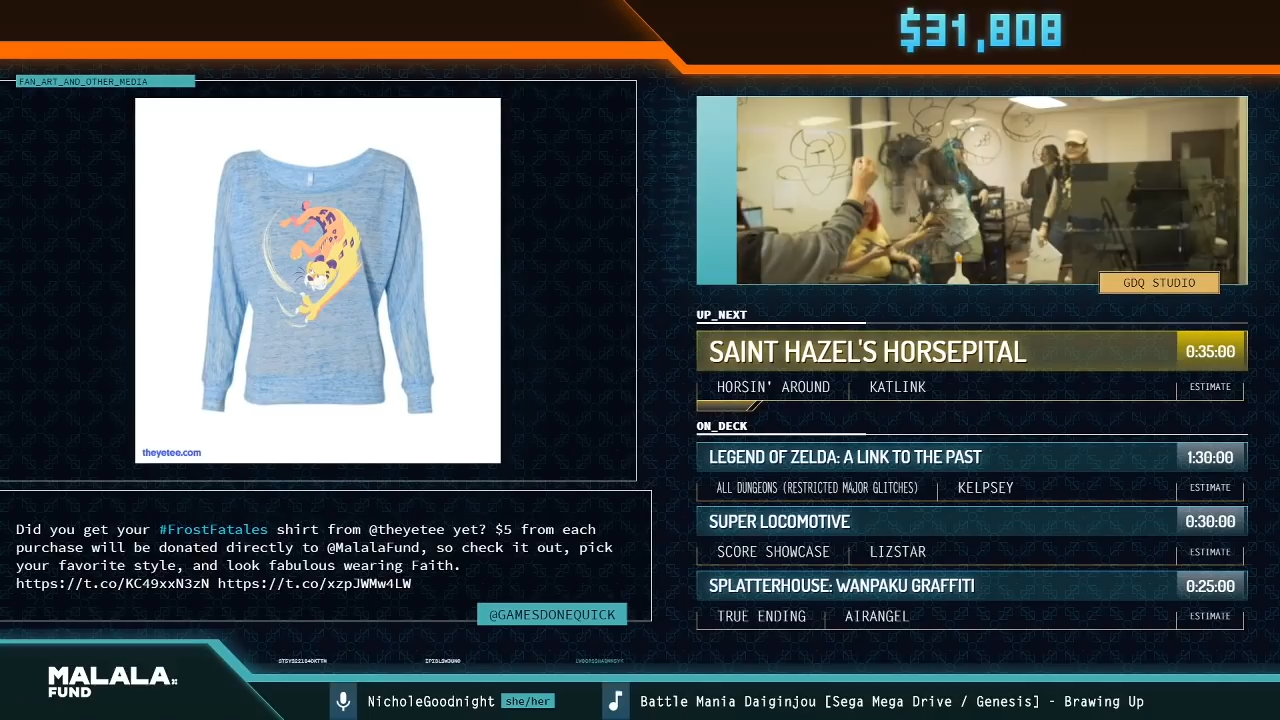 $31,808
FAN_ART_AND_OTHER_MEDIA
theyetee.com
GDQ STUDIO
UP_NEXT
SAINT HAZEL'S HORSEPITAL 0:35:00
HORSIN' AROUND KATLINK ESTIMATE
ON_DECK
LEGEND OF ZELDA: A LINK TO THE PAST 1:30:00
ALL DUNGEONS (RESTRICTED MAJOR GLITCHES) KELPSEY ESTIMATE
SUPER LOCOMOTIVE 0:30:00
SCORE SHOWCASE LIZSTAR ESTIMATE
SPLATTERHOUSE: WANPAKU GRAFFITI 0:25:00
TRUE ENDING AIRANGEL ESTIMATE
Did you get your #FrostFatales shirt from @theyetee yet? $5 from each
purchase will be donated directly to @MalalaFund, so check it out, pick
your favorite style, and look fabulous wearing Faith.
https://t.co/KC49xxN3zN https://t.co/xzpJWMw4LW
@GAMESDONEQUICK
MALALA
FUND
NicholeGoodnight she/her
Battle Mania Daiginjou [Sega Mega Drive / Genesis] - Brawing Up